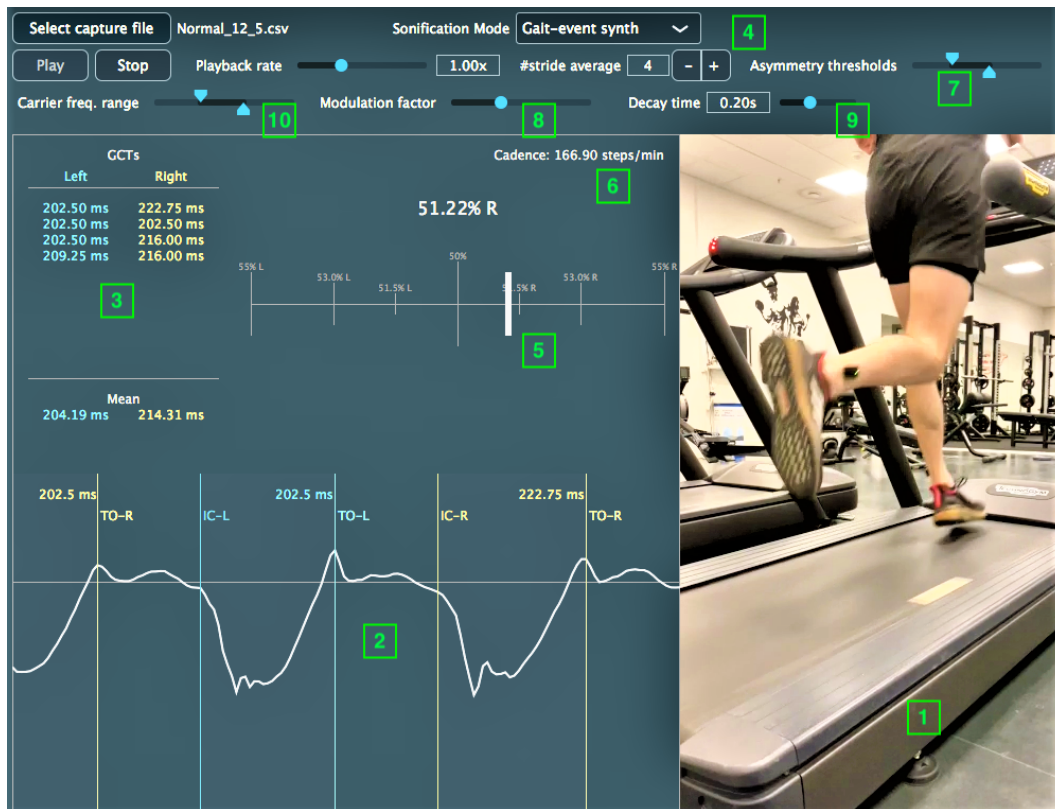 Select capture file Normal_12_5.csv Sonification Mode Gait-event synth 4
Play Stop Playback rate 1.00x #stride average 4 - + Asymmetry thresholds
7
Carrier freq. range 10 Modulation factor 8 Decay time 0.20s 9
GCTs
Left Right
202.50 ms 222.75 ms
202.50 ms 202.50 ms
202.50 ms 216.00 ms
209.25 ms 216.00 ms
3
Mean
204.19 ms 214.31 ms
Cadence: 166.90 steps/min
6
51.22% R
55% L 53.0% L 51.5% L 50% 51.5% R 53.0% R 55% R
5
202.5 ms 202.5 ms 222.75 ms
TO-R IC-L TO-L IC-R TO-R
2
1